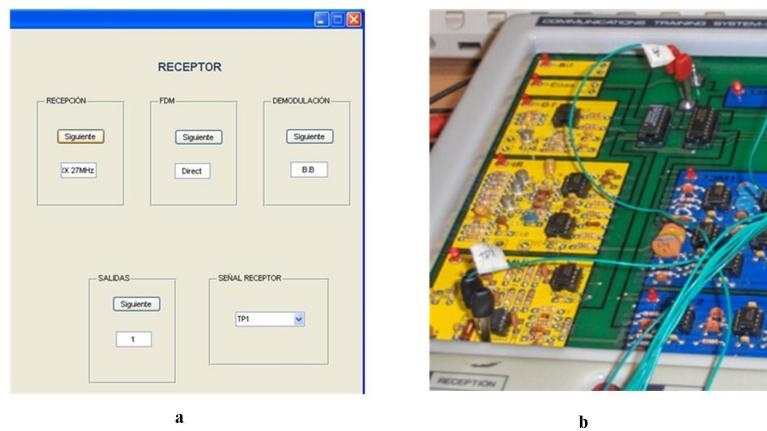 RECEPTOR
RECEPCIÓN
FDM
DEMODULACIÓN
Siguiente
Siguiente
Siguiente
IX 27MHz
Direct
B.B
SALIDAS
SEÑAL RECEPTOR
Siguiente
TP1
1
a
COMMUNICATIONS TRAINING SYSTEM
RECEPTION
b